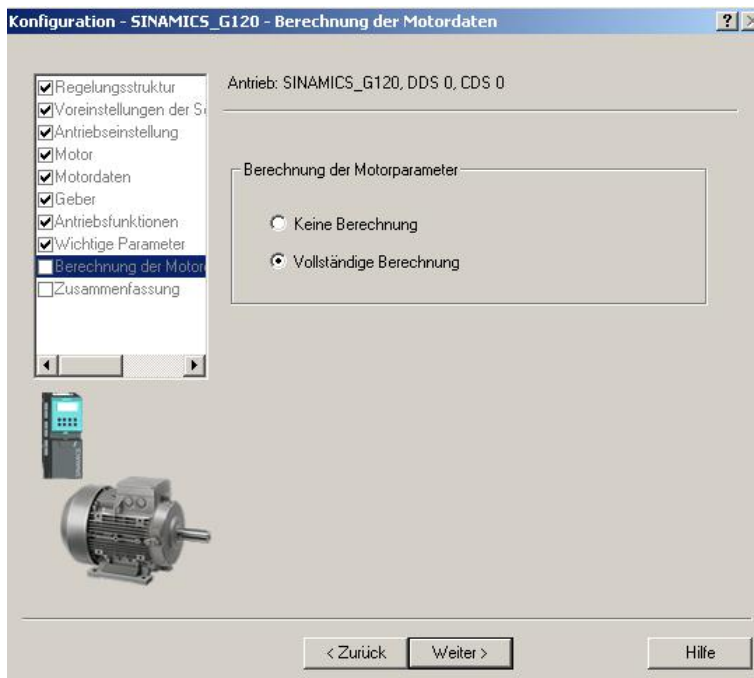 Konfiguration - SINAMICS_G120 - Berechnung der Motordaten
Regelungsstruktur
Voreinstellungen der S
Antriebseinstellung
Motor
Motordaten
Geber
Antriebsfunktionen
Wichtige Parameter
Berechnung der Motor
Zusammenfassung
Antrieb: SINAMICS_G120, DDS 0, CDS 0
Berechnung der Motorparameter
Keine Berechnung
Vollständige Berechnung
< Zurück
Weiter >
Hilfe